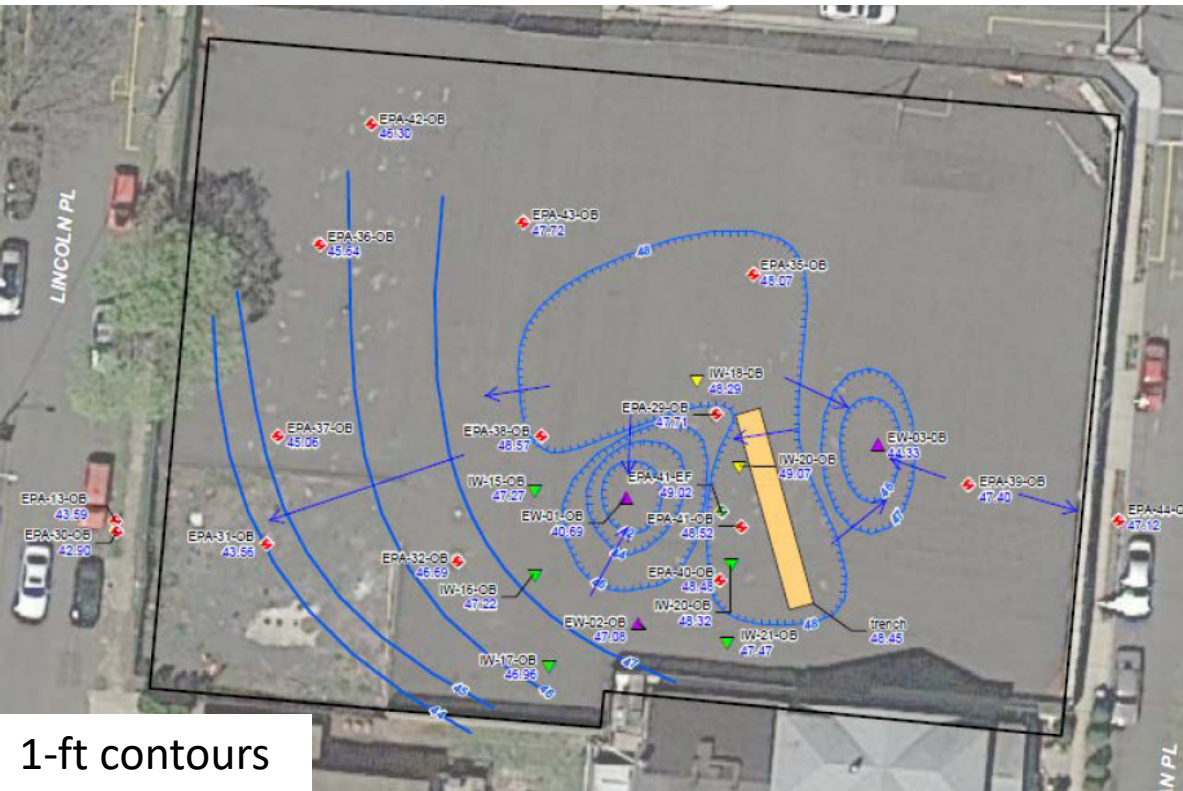 EPA-42-OB
46.30
EPA-43-OB
47.72
EPA-36-OB
45.64
LINCOLN PL
48
EPA-35-OB
48.07
IW-18-OB
48.29
EPA-29-OB
47.71
EPA-37-OB
45.06
EPA-38-OB
48.57
EW-03-OB
44.33
IW-20-OB
49.07
EPA-41-EF
49.02
IW-15-OB
47.27
EPA-39-OB
47.40
46
47
EPA-13-OB
43.59
EPA-30-OB
42.90
EW-01-OB
40.69
EPA-41-OB
48.52
EPA-44-O
47.12
EPA-31-OB
43.56
42
44
EPA-32-OB
46.69
EPA-40-OB
48.48
IW-16-OB
47.22
IW-20-OB
48.32
EW-02-OB
47.08
48
trench
48.45
IW-21-OB
47.47
IW-17-OB
46.96
47
46
45
44
1-ft contours
N PL